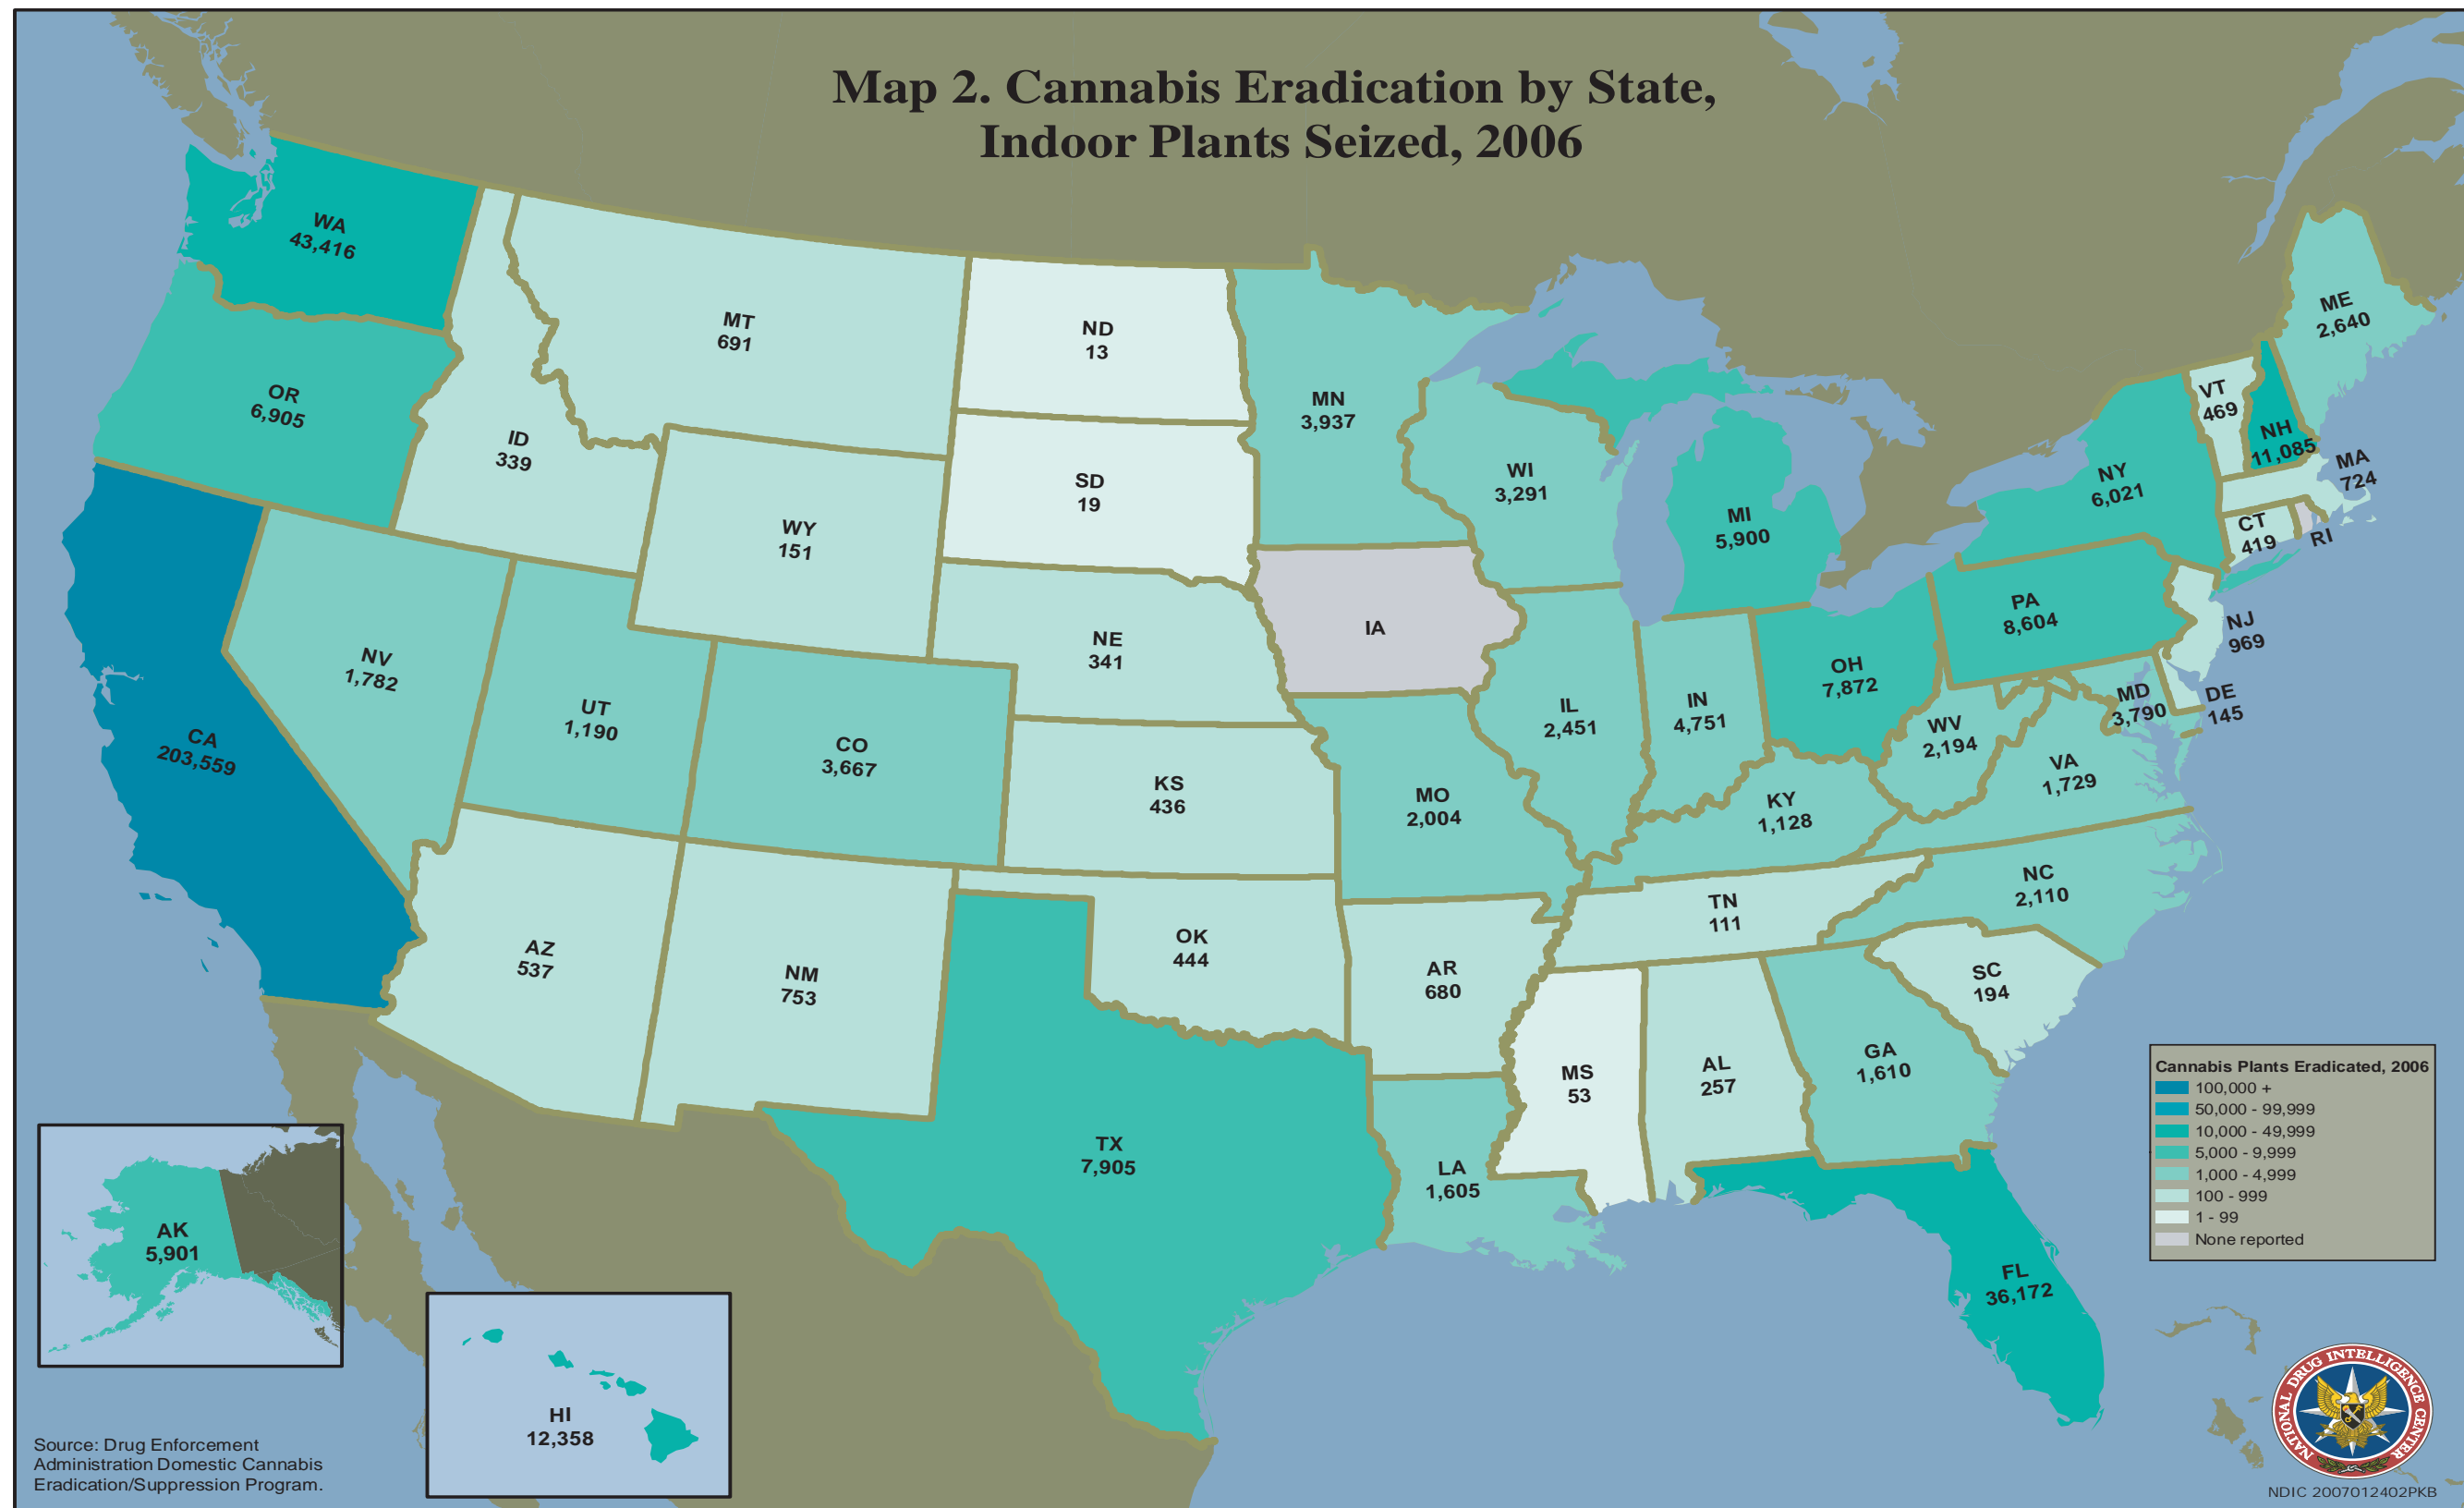 Map 2. Cannabis Eradication by State,
Indoor Plants Seized, 2006
WA
43,416
OR
6,905
CA
203,559
ID
339
NV
1,782
MT
691
WY
151
UT
1,190
CO
3,667
AZ
537
NM
753
ND
13
SD
19
NE
341
KS
436
OK
444
TX
7,905
MN
3,937
IA
MO
2,004
AR
680
LA
1,605
WI
3,291
IL
2,451
MI
5,900
IN
4,751
OH
7,872
KY
1,128
TN
111
MS
53
AL
257
GA
1,610
FL
36,172
SC
194
NC
2,110
VA
1,729
WV
2,194
MD
3,790
DE
145
PA
8,604
NJ
969
NY
6,021
CT
419
RI
MA
724
VT
469
NH
11,085
ME
2,640
AK
5,901
HI
12,358
Cannabis Plants Eradicated, 2006
100,000 +
50,000 - 99,999
10,000 - 49,999
5,000 - 9,999
1,000 - 4,999
100 - 999
1 - 99
None reported
Source: Drug Enforcement
Administration Domestic Cannabis
Eradication/Suppression Program.
NATIONAL DRUG INTELLIGENCE CENTER
NDIC 2007012402PKB